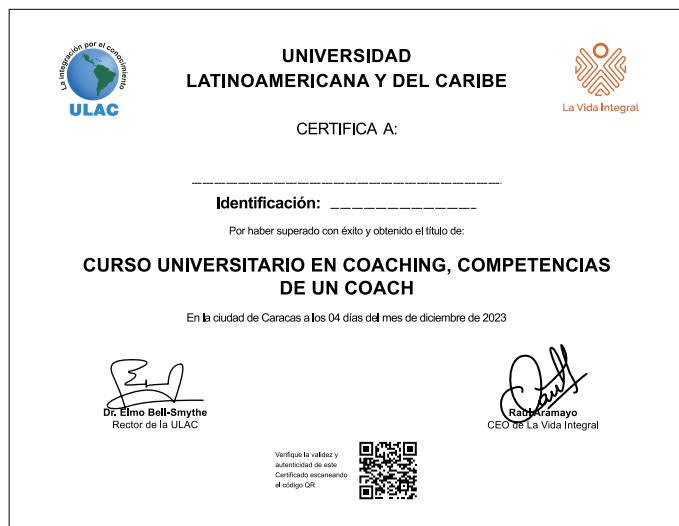 La integración por el conocimiento
ULAC
UNIVERSIDAD
LATINOAMERICANA Y DEL CARIBE
La Vida Integral
CERTIFICA A:
Identificación:
Por haber superado con éxito y obtenido el título de:
CURSO UNIVERSITARIO EN COACHING, COMPETENCIAS
DE UN COACH
En la ciudad de Caracas a los 04 días del mes de diciembre de 2023
Dr. Elmo Bell-Smythe
Rector de la ULAC
Raúl Aramayo
CEO de La Vida Integral
Verifique la validez y
autenticidad de este
Certificado escaneando
el código QR